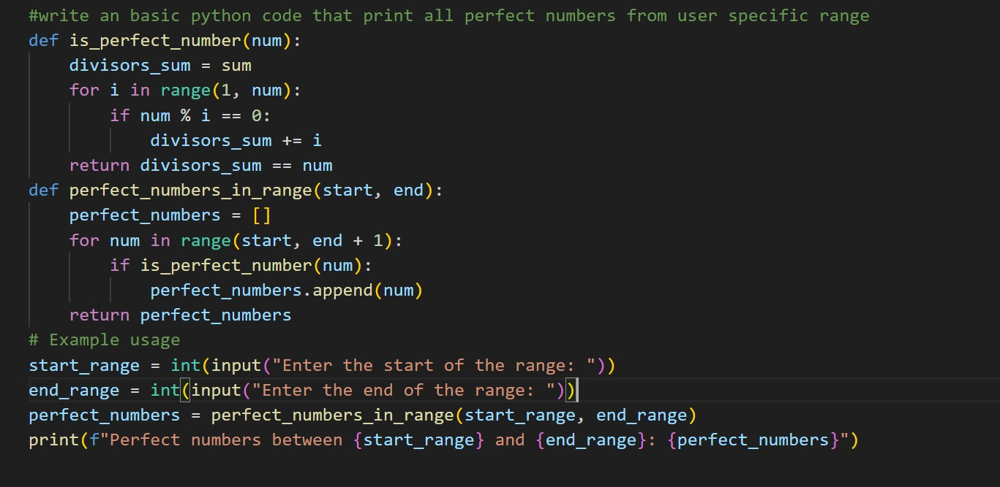 #write an basic python code that print all perfect numbers from user specific range
def is_perfect_number(num):
    divisors_sum = sum
    for i in range(1, num):
        if num % i == 0:
            divisors_sum += i
    return divisors_sum == num
def perfect_numbers_in_range(start, end):
    perfect_numbers = []
    for num in range(start, end + 1):
        if is_perfect_number(num):
            perfect_numbers.append(num)
    return perfect_numbers
# Example usage
start_range = int(input("Enter the start of the range: "))
end_range = int(input("Enter the end of the range: "))
perfect_numbers = perfect_numbers_in_range(start_range, end_range)
print(f"Perfect numbers between {start_range} and {end_range}: {perfect_numbers}")